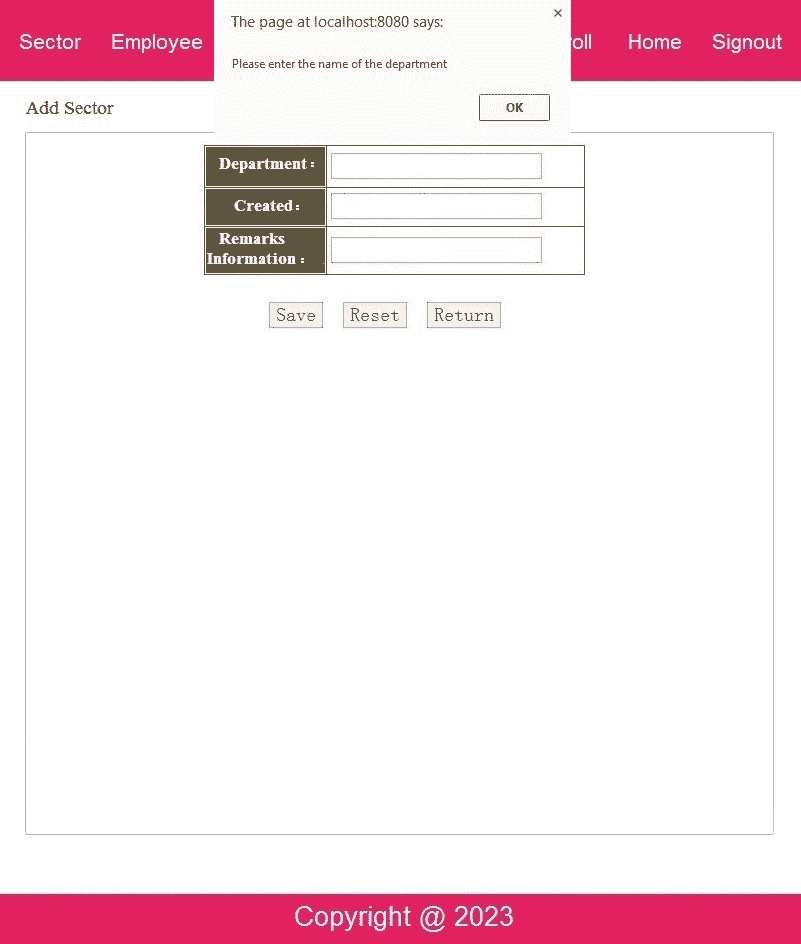 Sector Employee oll Home Signout
The page at localhost:8080 says:
×
Please enter the name of the department
OK
Add Sector
Department :
Created :
Remarks
Information :
Save Reset Return
Copyright @ 2023